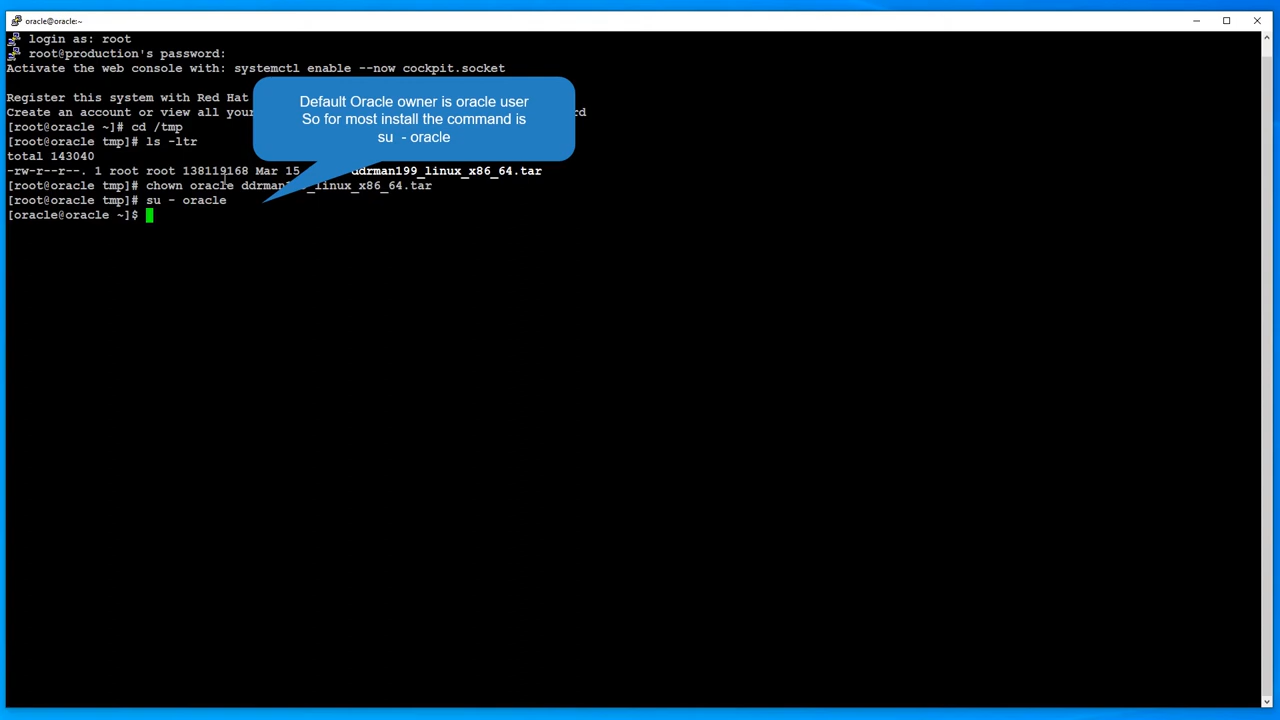 oracle@oracle:~
login as: root
root@production's password:
Activate the web console with: systemctl enable --now cockpit.socket
Register this system with Red Hat
Create an account or view all your
[root@oracle ~]# cd /tmp
[root@oracle tmp]# ls -ltr
total 143040
-rw-r--r--. 1 root root 138119168 Mar 15 ddrman199_linux_x86_64.tar
[root@oracle tmp]# chown oracle ddrman199_linux_x86_64.tar
[root@oracle tmp]# su - oracle
[oracle@oracle ~]$
Default Oracle owner is oracle user
So for most install the command is
su - oracle